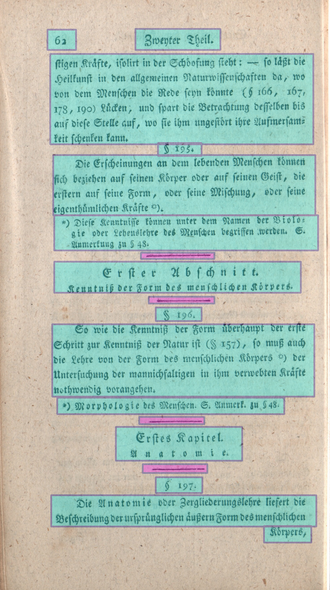 62
Zweyter Theil.
stigen Kräfte, isolirt in der Schöpfung steht: — so läßt die
Heilkunst in den allgemeinen Naturwissenschaften da, wo
von dem Menschen die Rede seyn könnte (§ 166, 167,
178, 190) Lücken, und spart die Betrachtung desselben bis
auf diese Stelle auf, wo sie ihm ungestört ihre Aufmerksam-
keit schenken kann.
§ 195.
Die Erscheinungen an dem lebenden Menschen können
sich beziehen auf seinen Körper oder auf seinen Geist, die
erstern auf seine Form, oder seine Mischung, oder seine
eigenthümlichen Kräfte °).
*) Diese Kenntnisse können unter dem Namen der Biolo-
gie oder Lebenslehre des Menschen begriffen werden. S.
Anmerkung zu § 48.
Erster Abschnitt.
Kenntniß der Form des menschlichen Körpers.
§ 196.
So wie die Kenntniß der Form überhaupt der erste
Schritt zur Kenntniß der Natur ist (§ 157), so muß auch
die Lehre von der Form des menschlichen Körpers °) der
Untersuchung der mannichfaltigen in ihm verwebten Kräfte
nothwendig vorangehen.
*) Morphologie des Menschen. S. Anmerk. zu § 48.
Erstes Kapitel.
Anatomie.
§ 197.
Die Anatomie oder Zergliederungslehre liefert die
Beschreibung der ursprünglichen äußern Form des menschlichen
Körpers,